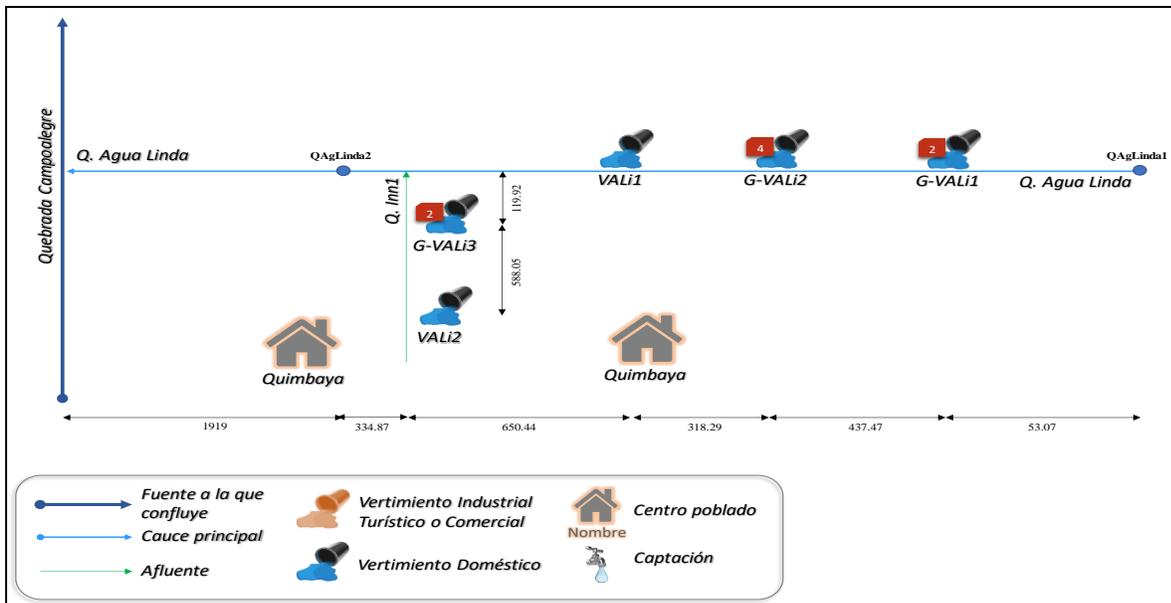 Quebrada Campoalegre
Q. Agua Linda
QAgLinda2
Q. Inn1
VALi1
4
G-VALi2
2
G-VALi1
QAgLinda1
Q. Agua Linda
2
G-VALi3
119.92
588.05
VALi2
Quimbaya
Quimbaya
1919
334.87
650.44
318.29
437.47
53.07
Fuente a la que
confluye
Cauce principal
Afluente
Vertimiento Industrial
Turístico o Comercial
Vertimiento Doméstico
Nombre
Centro poblado
Captación